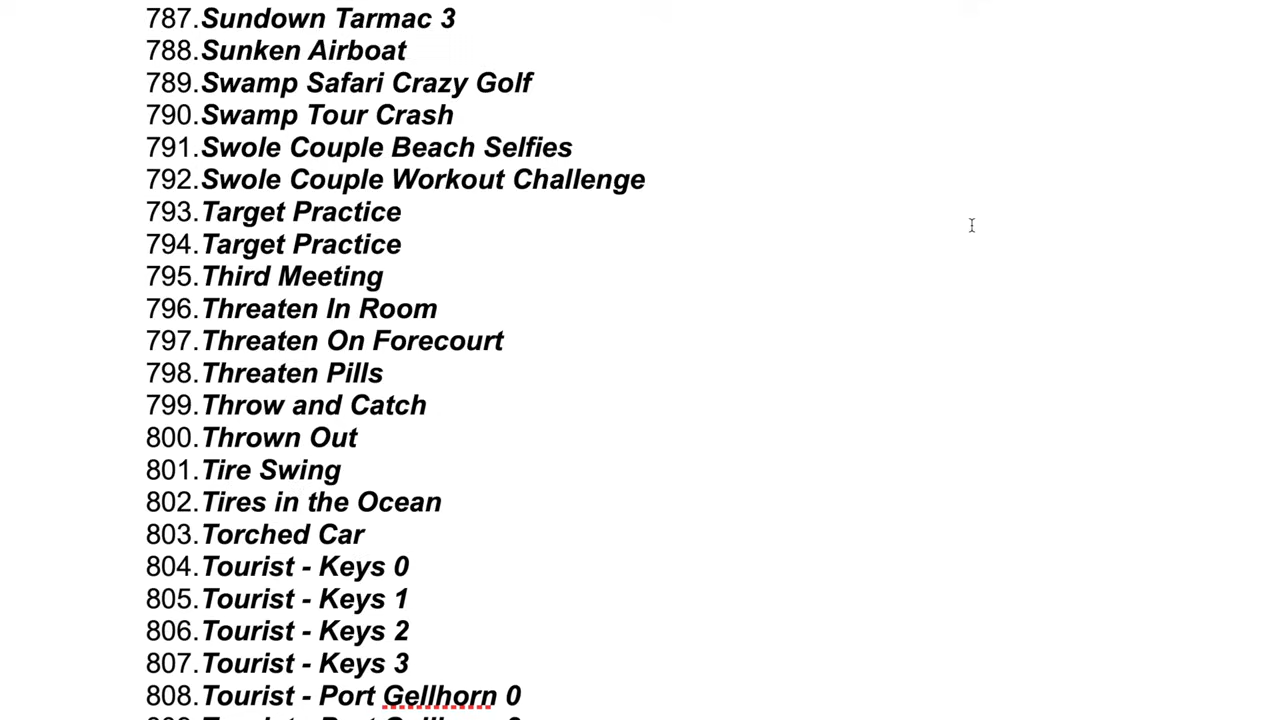 787.Sundown Tarmac 3
788.Sunken Airboat
789.Swamp Safari Crazy Golf
790.Swamp Tour Crash
791.Swole Couple Beach Selfies
792.Swole Couple Workout Challenge
793.Target Practice
794.Target Practice
795.Third Meeting
796.Threaten In Room
797.Threaten On Forecourt
798.Threaten Pills
799.Throw and Catch
800.Thrown Out
801.Tire Swing
802.Tires in the Ocean
803.Torched Car
804.Tourist - Keys 0
805.Tourist - Keys 1
806.Tourist - Keys 2
807.Tourist - Keys 3
808.Tourist - Port Gellhorn 0